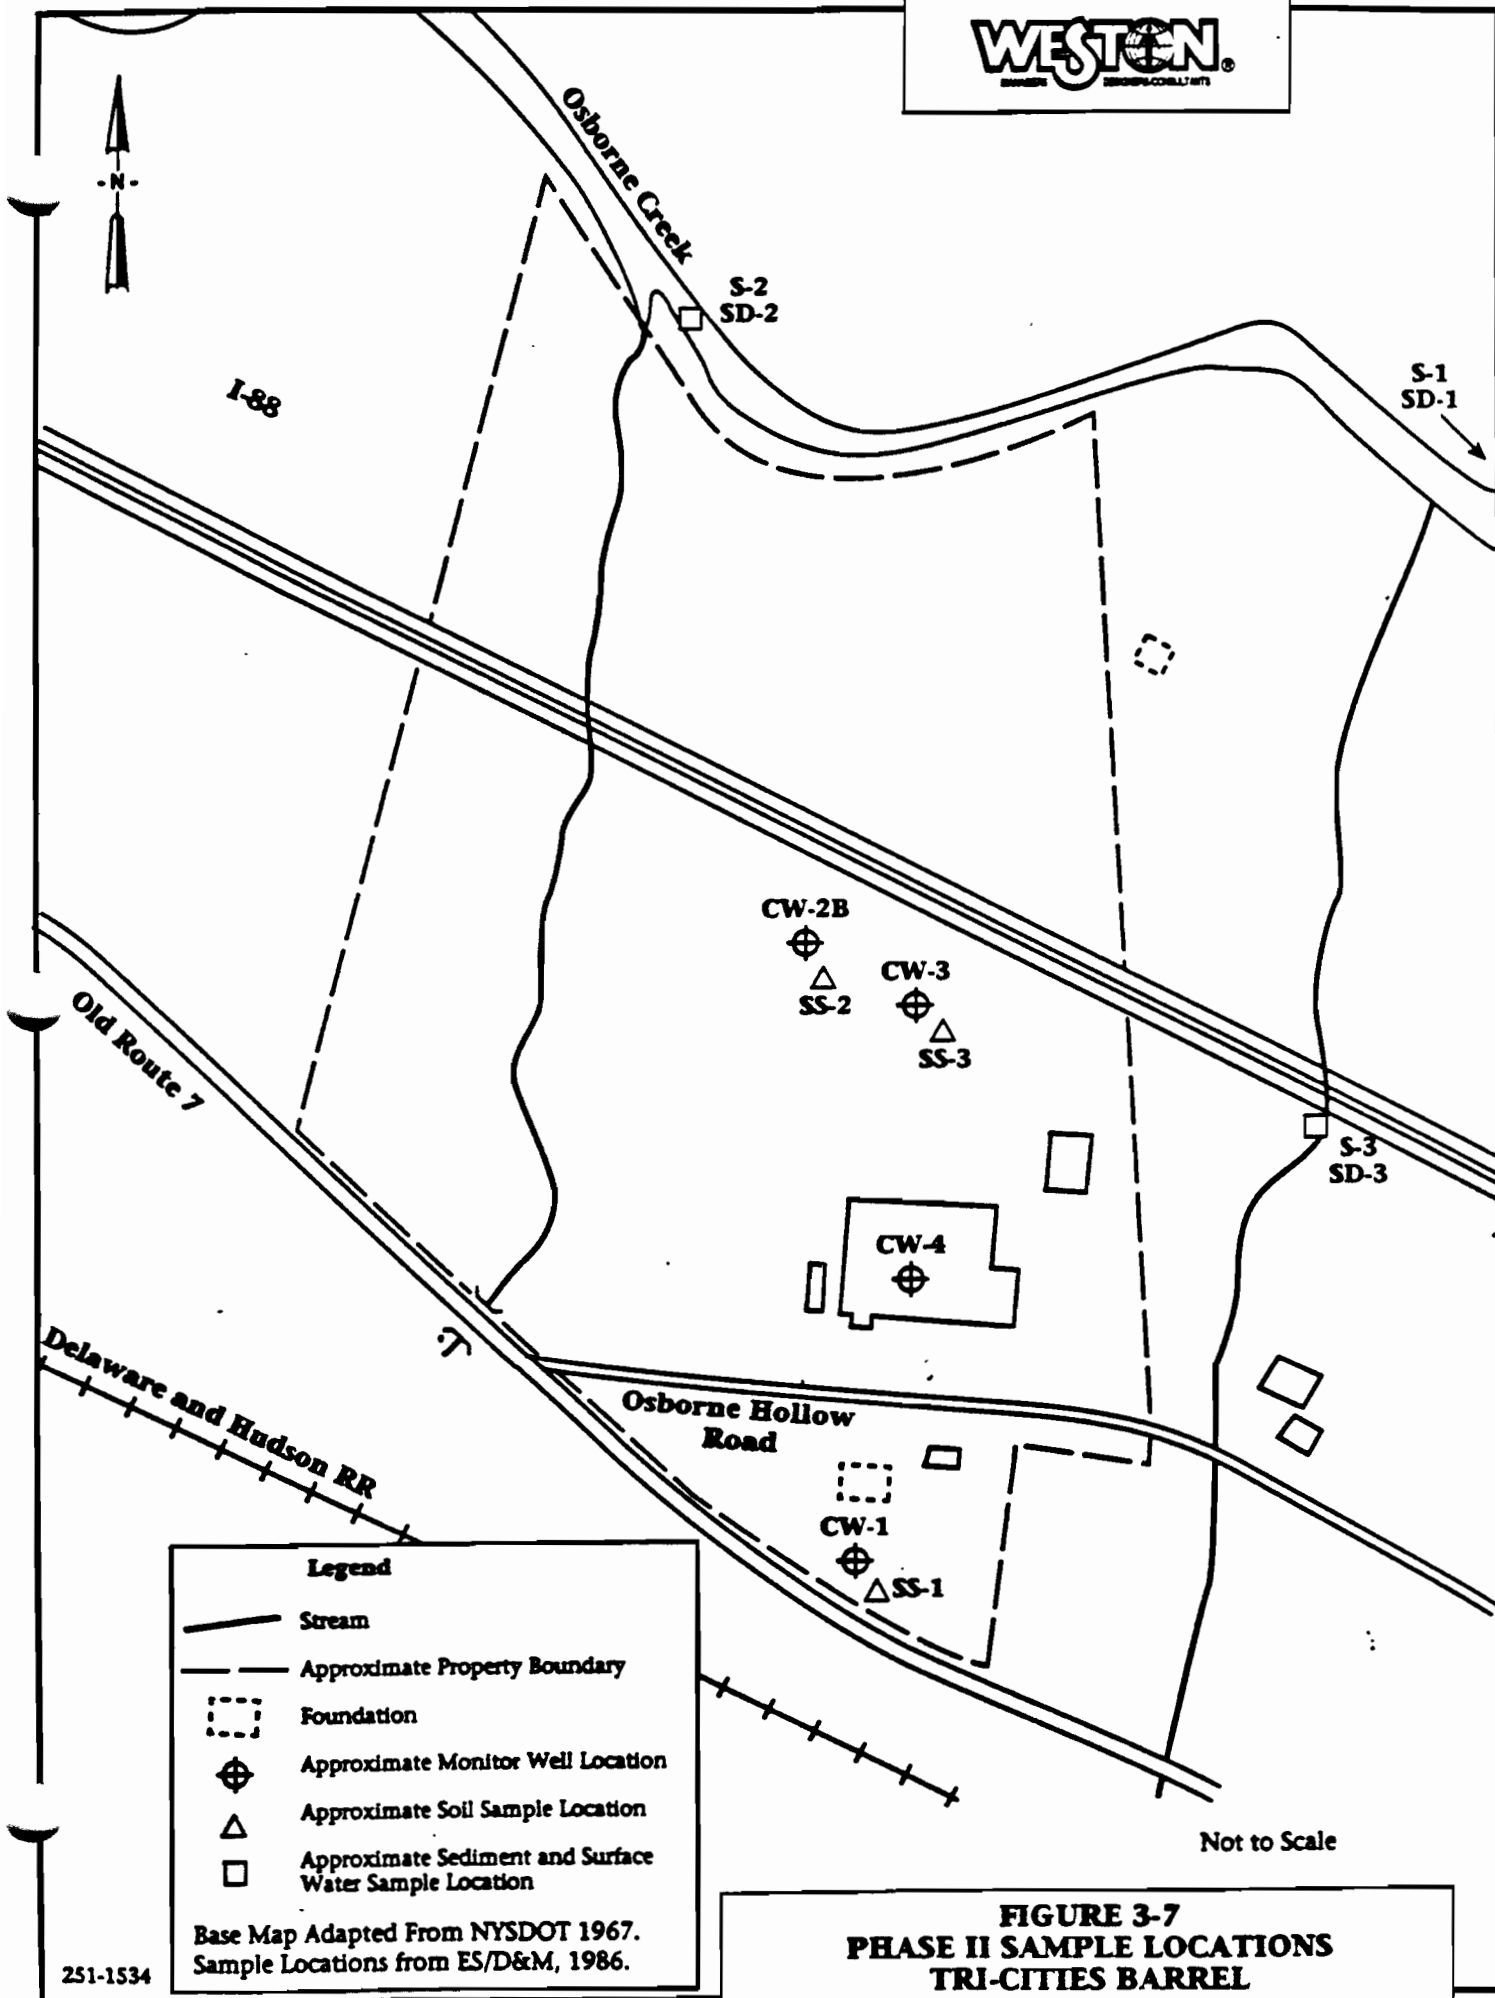 WESTON®
MANAGERS DESIGNERS/CONSULTANTS
N
Osborne Creek
S-2
SD-2
S-1
SD-1
I-88
CW-2B
SS-2
CW-3
SS-3
Old Route 7
S-3
SD-3
CW-4
Delaware and Hudson RR
Osborne Hollow
Road
CW-1
SS-1
Legend
Stream
Approximate Property Boundary
Foundation
Approximate Monitor Well Location
Approximate Soil Sample Location
Approximate Sediment and Surface
Water Sample Location
Base Map Adapted From NYSDOT 1967.
Sample Locations from ES/D&M, 1986.
Not to Scale
251-1534
FIGURE 3-7
PHASE II SAMPLE LOCATIONS
TRI-CITIES BARREL